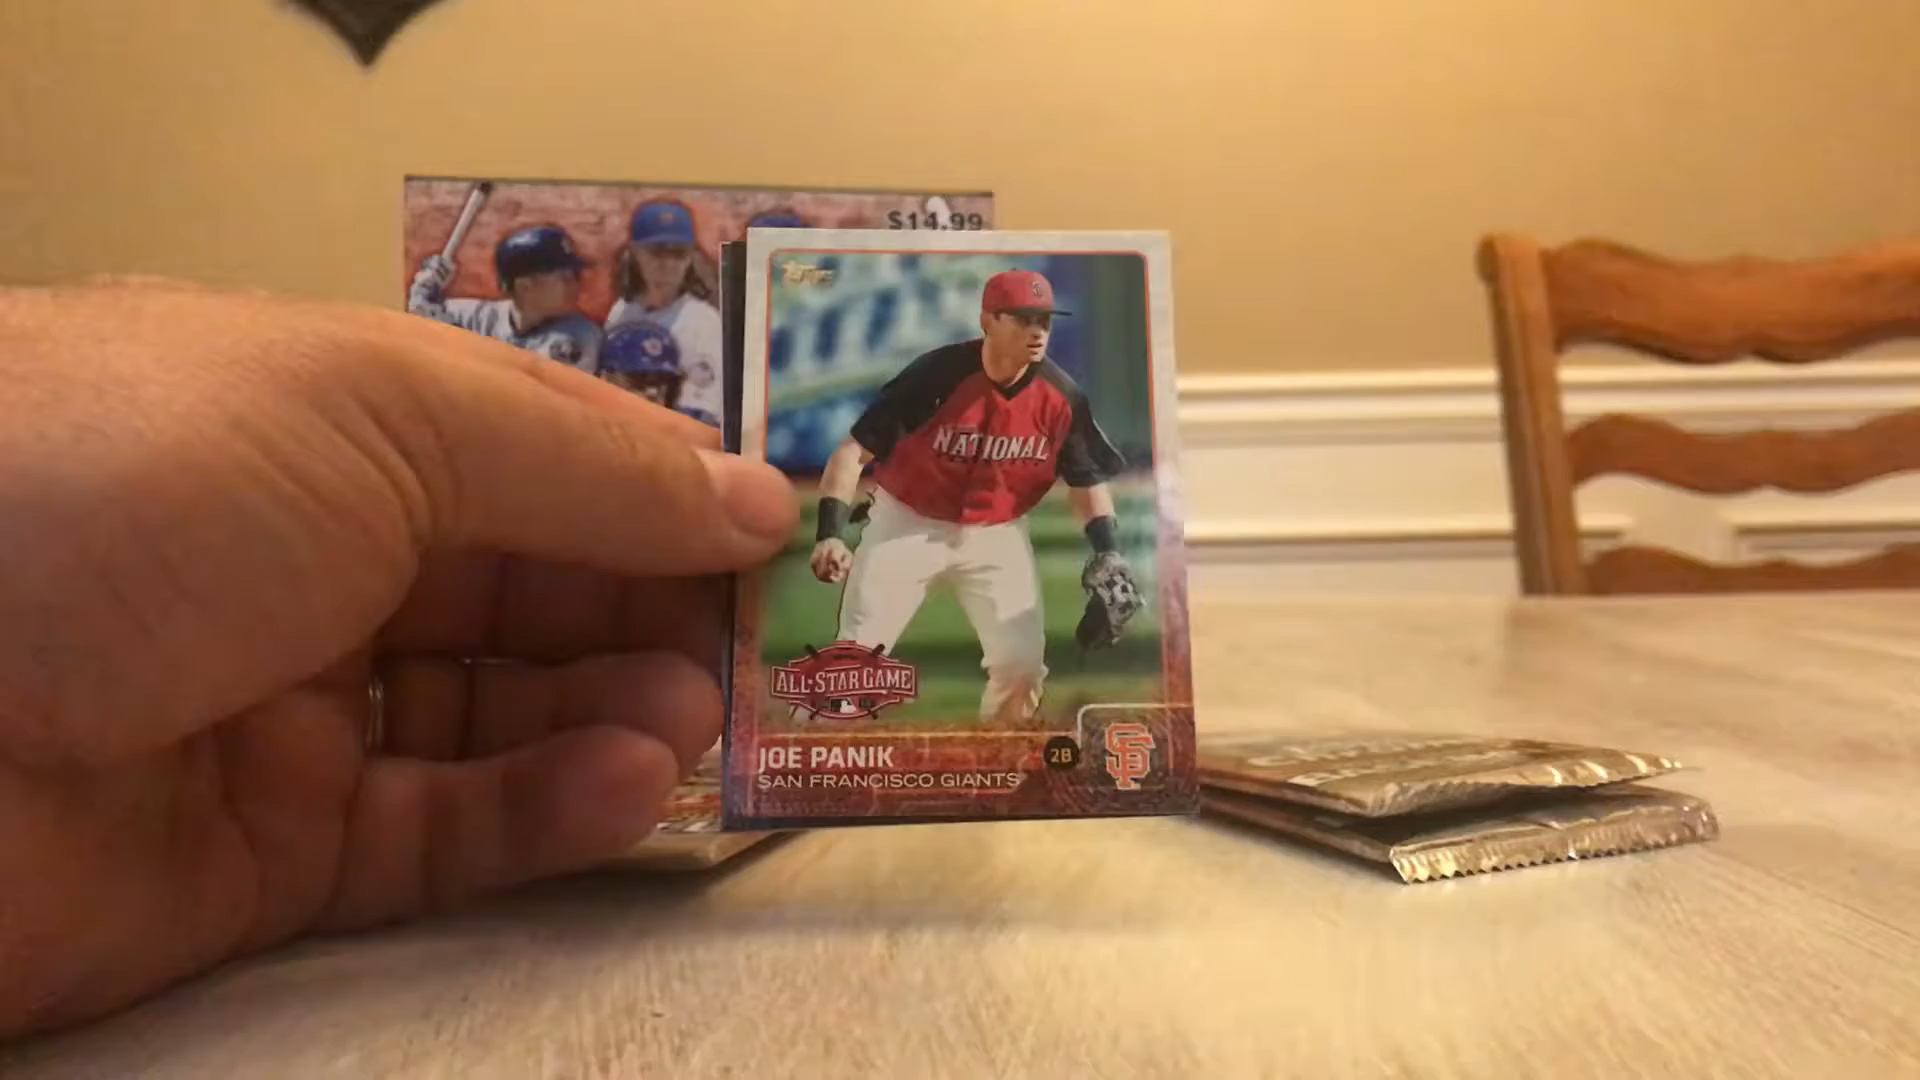 $14.99
Topps
NATIONAL
ALL★STAR GAME
JOE PANIK
2B
SF
SAN FRANCISCO GIANTS